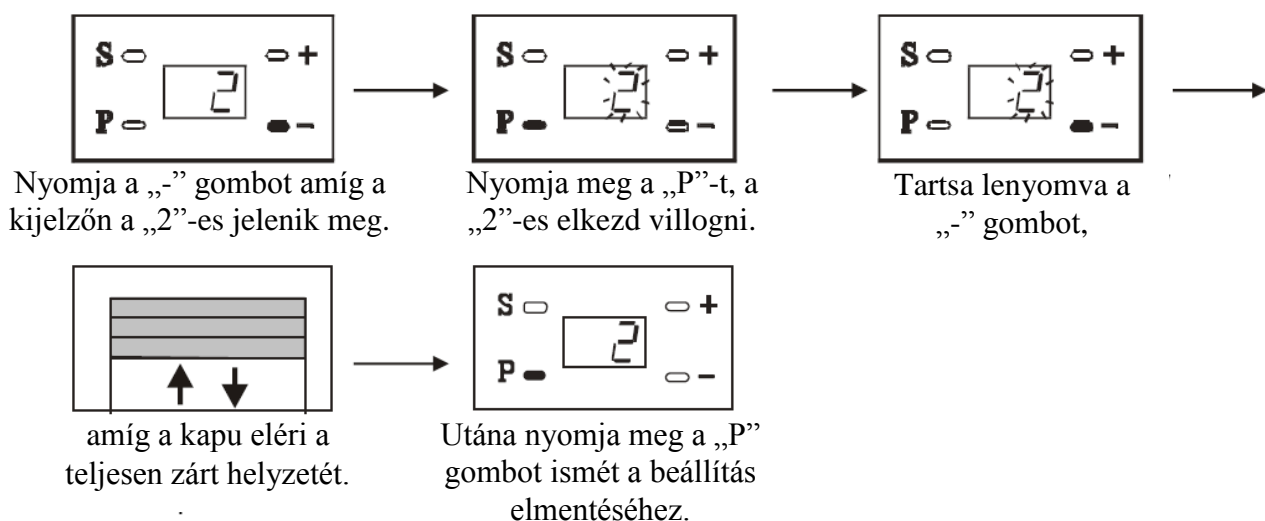 S +
2
P -
S +
2
P -
S +
2
P -
Nyomja a „-” gombot amíg a
kijelzőn a „2”-es jelenik meg.
Nyomja meg a „P”-t, a
„2”-es elkezd villogni.
Tartsa lenyomva a
„-” gombot,
S +
2
P -
amíg a kapu eléri a
teljesen zárt helyzetét.
Utána nyomja meg a „P”
gombot ismét a beállítás
elmentéséhez.